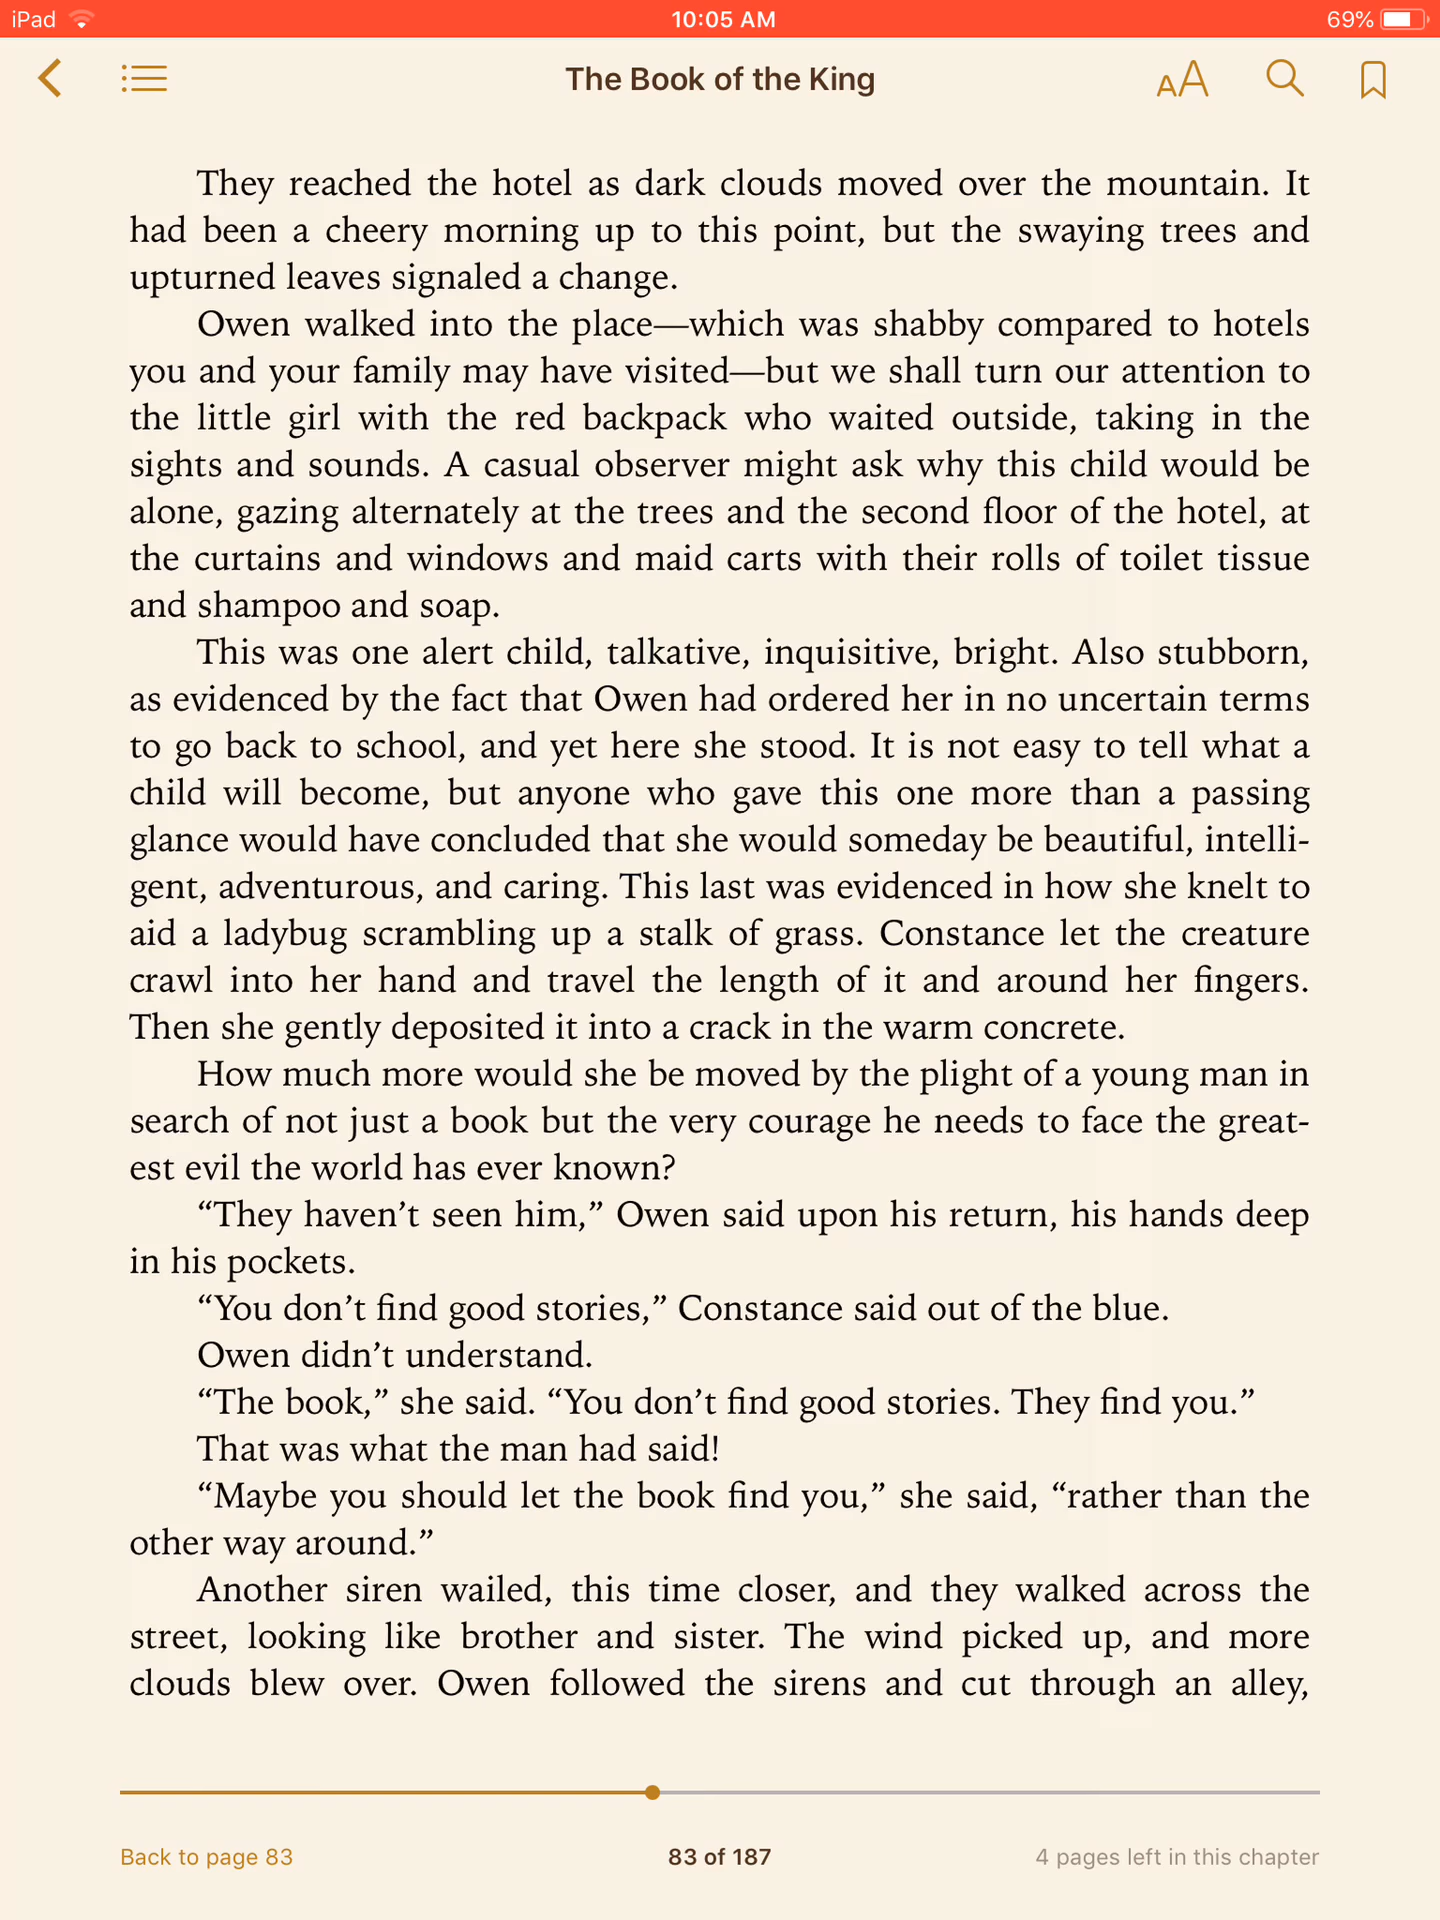 iPad
10:05 AM
69%
The Book of the King
AA
They reached the hotel as dark clouds moved over the mountain. It
had been a cheery morning up to this point, but the swaying trees and
upturned leaves signaled a change.
Owen walked into the place—which was shabby compared to hotels
you and your family may have visited—but we shall turn our attention to
the little girl with the red backpack who waited outside, taking in the
sights and sounds. A casual observer might ask why this child would be
alone, gazing alternately at the trees and the second floor of the hotel, at
the curtains and windows and maid carts with their rolls of toilet tissue
and shampoo and soap.
This was one alert child, talkative, inquisitive, bright. Also stubborn,
as evidenced by the fact that Owen had ordered her in no uncertain terms
to go back to school, and yet here she stood. It is not easy to tell what a
child will become, but anyone who gave this one more than a passing
glance would have concluded that she would someday be beautiful, intelli-
gent, adventurous, and caring. This last was evidenced in how she knelt to
aid a ladybug scrambling up a stalk of grass. Constance let the creature
crawl into her hand and travel the length of it and around her fingers.
Then she gently deposited it into a crack in the warm concrete.
How much more would she be moved by the plight of a young man in
search of not just a book but the very courage he needs to face the great-
est evil the world has ever known?
“They haven’t seen him,” Owen said upon his return, his hands deep
in his pockets.
“You don’t find good stories,” Constance said out of the blue.
Owen didn’t understand.
“The book,” she said. “You don’t find good stories. They find you.”
That was what the man had said!
“Maybe you should let the book find you,” she said, “rather than the
other way around.”
Another siren wailed, this time closer, and they walked across the
street, looking like brother and sister. The wind picked up, and more
clouds blew over. Owen followed the sirens and cut through an alley,
Back to page 83
83 of 187
4 pages left in this chapter